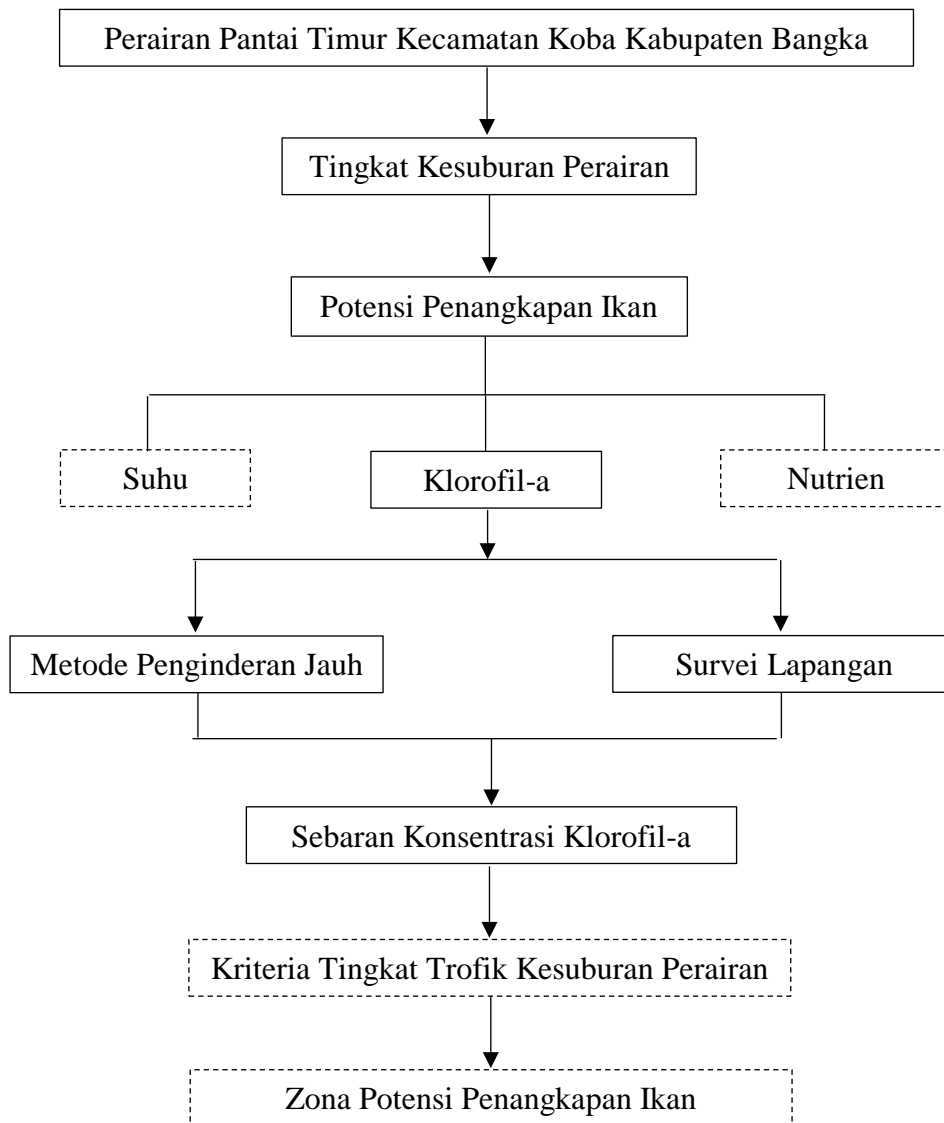 Perairan Pantai Timur Kecamatan Koba Kabupaten Bangka
Tingkat Kesuburan Perairan
Potensi Penangkapan Ikan
Suhu
Klorofil-a
Nutrien
Metode Penginderan Jauh
Survei Lapangan
Sebaran Konsentrasi Klorofil-a
Kriteria Tingkat Trofik Kesuburan Perairan
Zona Potensi Penangkapan Ikan